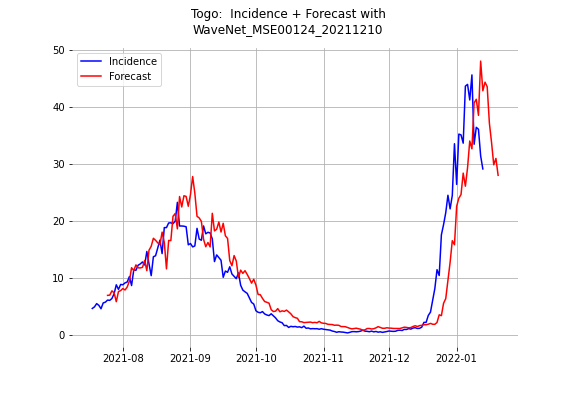 Togo:  Incidence + Forecast with
WaveNet_MSE00124_20211210
Incidence
Forecast
50
40
30
20
10
0
2021-08 2021-09 2021-10 2021-11 2021-12 2022-01